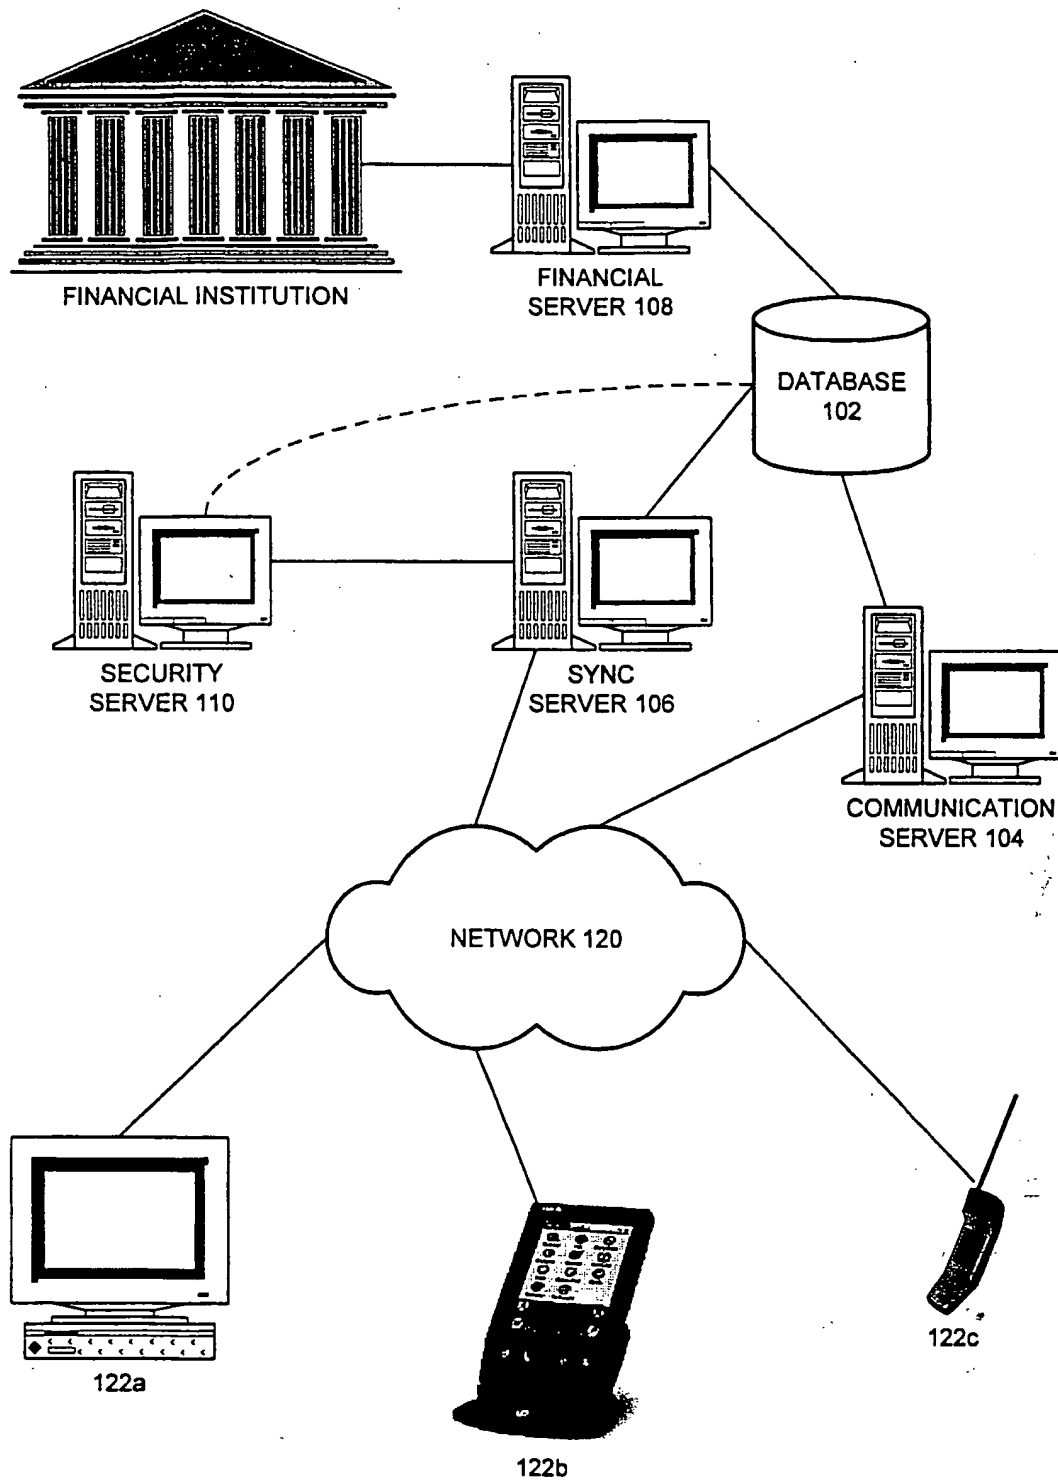 FINANCIAL INSTITUTION
FINANCIAL
SERVER 108
DATABASE
102
SECURITY
SERVER 110
SYNC
SERVER 106
COMMUNICATION
SERVER 104
NETWORK 120
122a
122b
122c